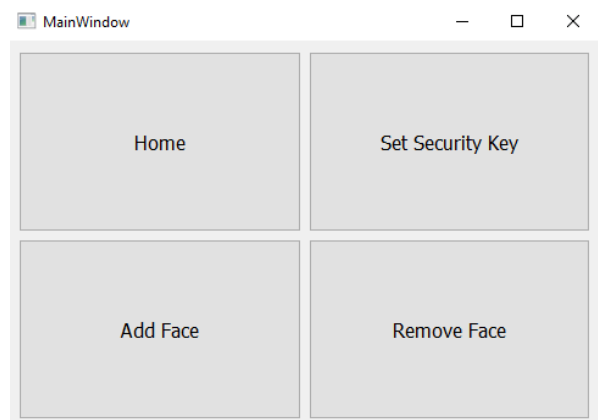 MainWindow
Home
Set Security Key
Add Face
Remove Face